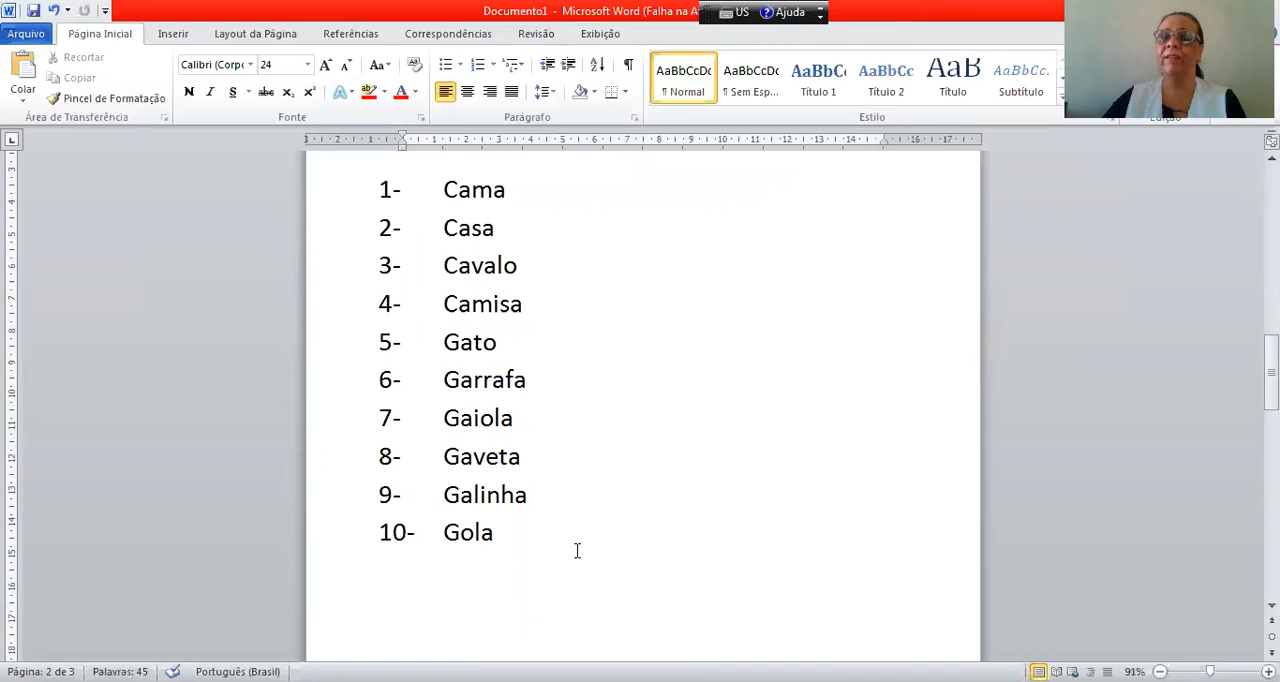 Documento1 - Microsoft Word (Falha na A
US Ajuda
Arquivo Página Inicial Inserir Layout da Página Referências Correspondências Revisão Exibição
Recortar
Copiar
Pincel de Formatação
Colar
Calibri (Corpo 24
AaBbCcDc AaBbCcDc AaBbC AaBbCc AaB AaBbCc.
¶ Normal ¶ Sem Esp... Título 1 Título 2 Título Subtítulo
Área de Transferência Fonte Parágrafo Estilo
1- Cama
2- Casa
3- Cavalo
4- Camisa
5- Gato
6- Garrafa
7- Gaiola
8- Gaveta
9- Galinha
10- Gola
Página: 2 de 3 Palavras: 45 Português (Brasil) 91%